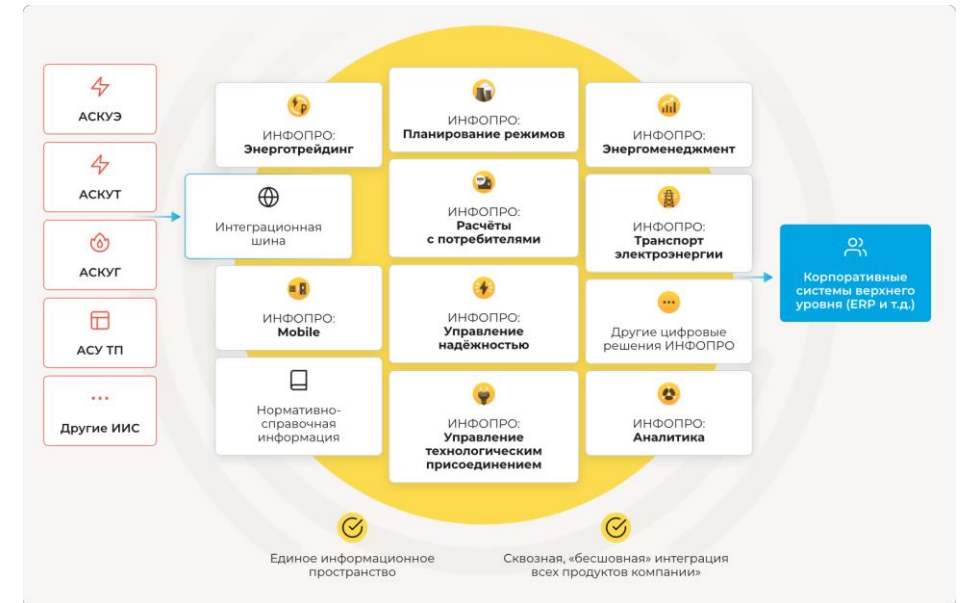 АСКУЭ
АСКУТ
АСКУГ
АСУ ТП
Другие ИИС
ИНФОПРО:
Энерготрейдинг
Интеграционная
шина
ИНФОПРО:
Mobile
Нормативно-
справочная
информация
ИНФОПРО:
Планирование режимов
ИНФОПРО:
Расчёты
с потребителями
ИНФОПРО:
Управление
надёжностью
ИНФОПРО:
Управление
технологическим
присоединением
ИНФОПРО:
Энергоменеджмент
ИНФОПРО:
Транспорт
электроэнергии
Другие цифровые
решения ИНФОПРО
ИНФОПРО:
Аналитика
Корпоративные
системы верхнего
уровня (ERP и т.д.)
Единое информационное
пространство
Сквозная, «бесшовная» интеграция
всех продуктов компании»